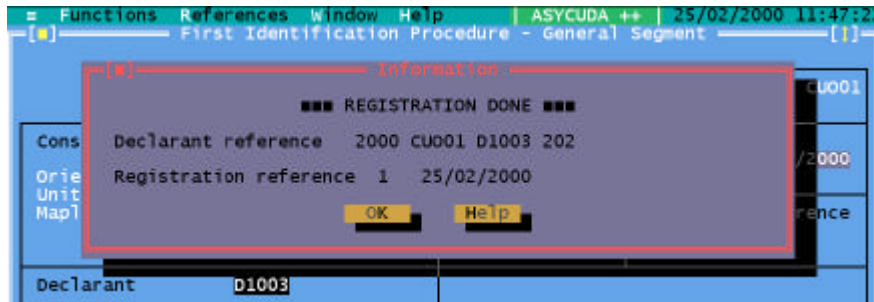 ≡ Functions References Window Help ASYCUDA ++ 25/02/2000 11:47:2
First Identification Procedure - General Segment
Information
CUO01
■■■ REGISTRATION DONE ■■■
Cons Declarant reference 2000 CUO01 D1003 202
/2000
Orie Registration reference 1 25/02/2000
Unit
Mapl OK Help rence
Declarant D1003